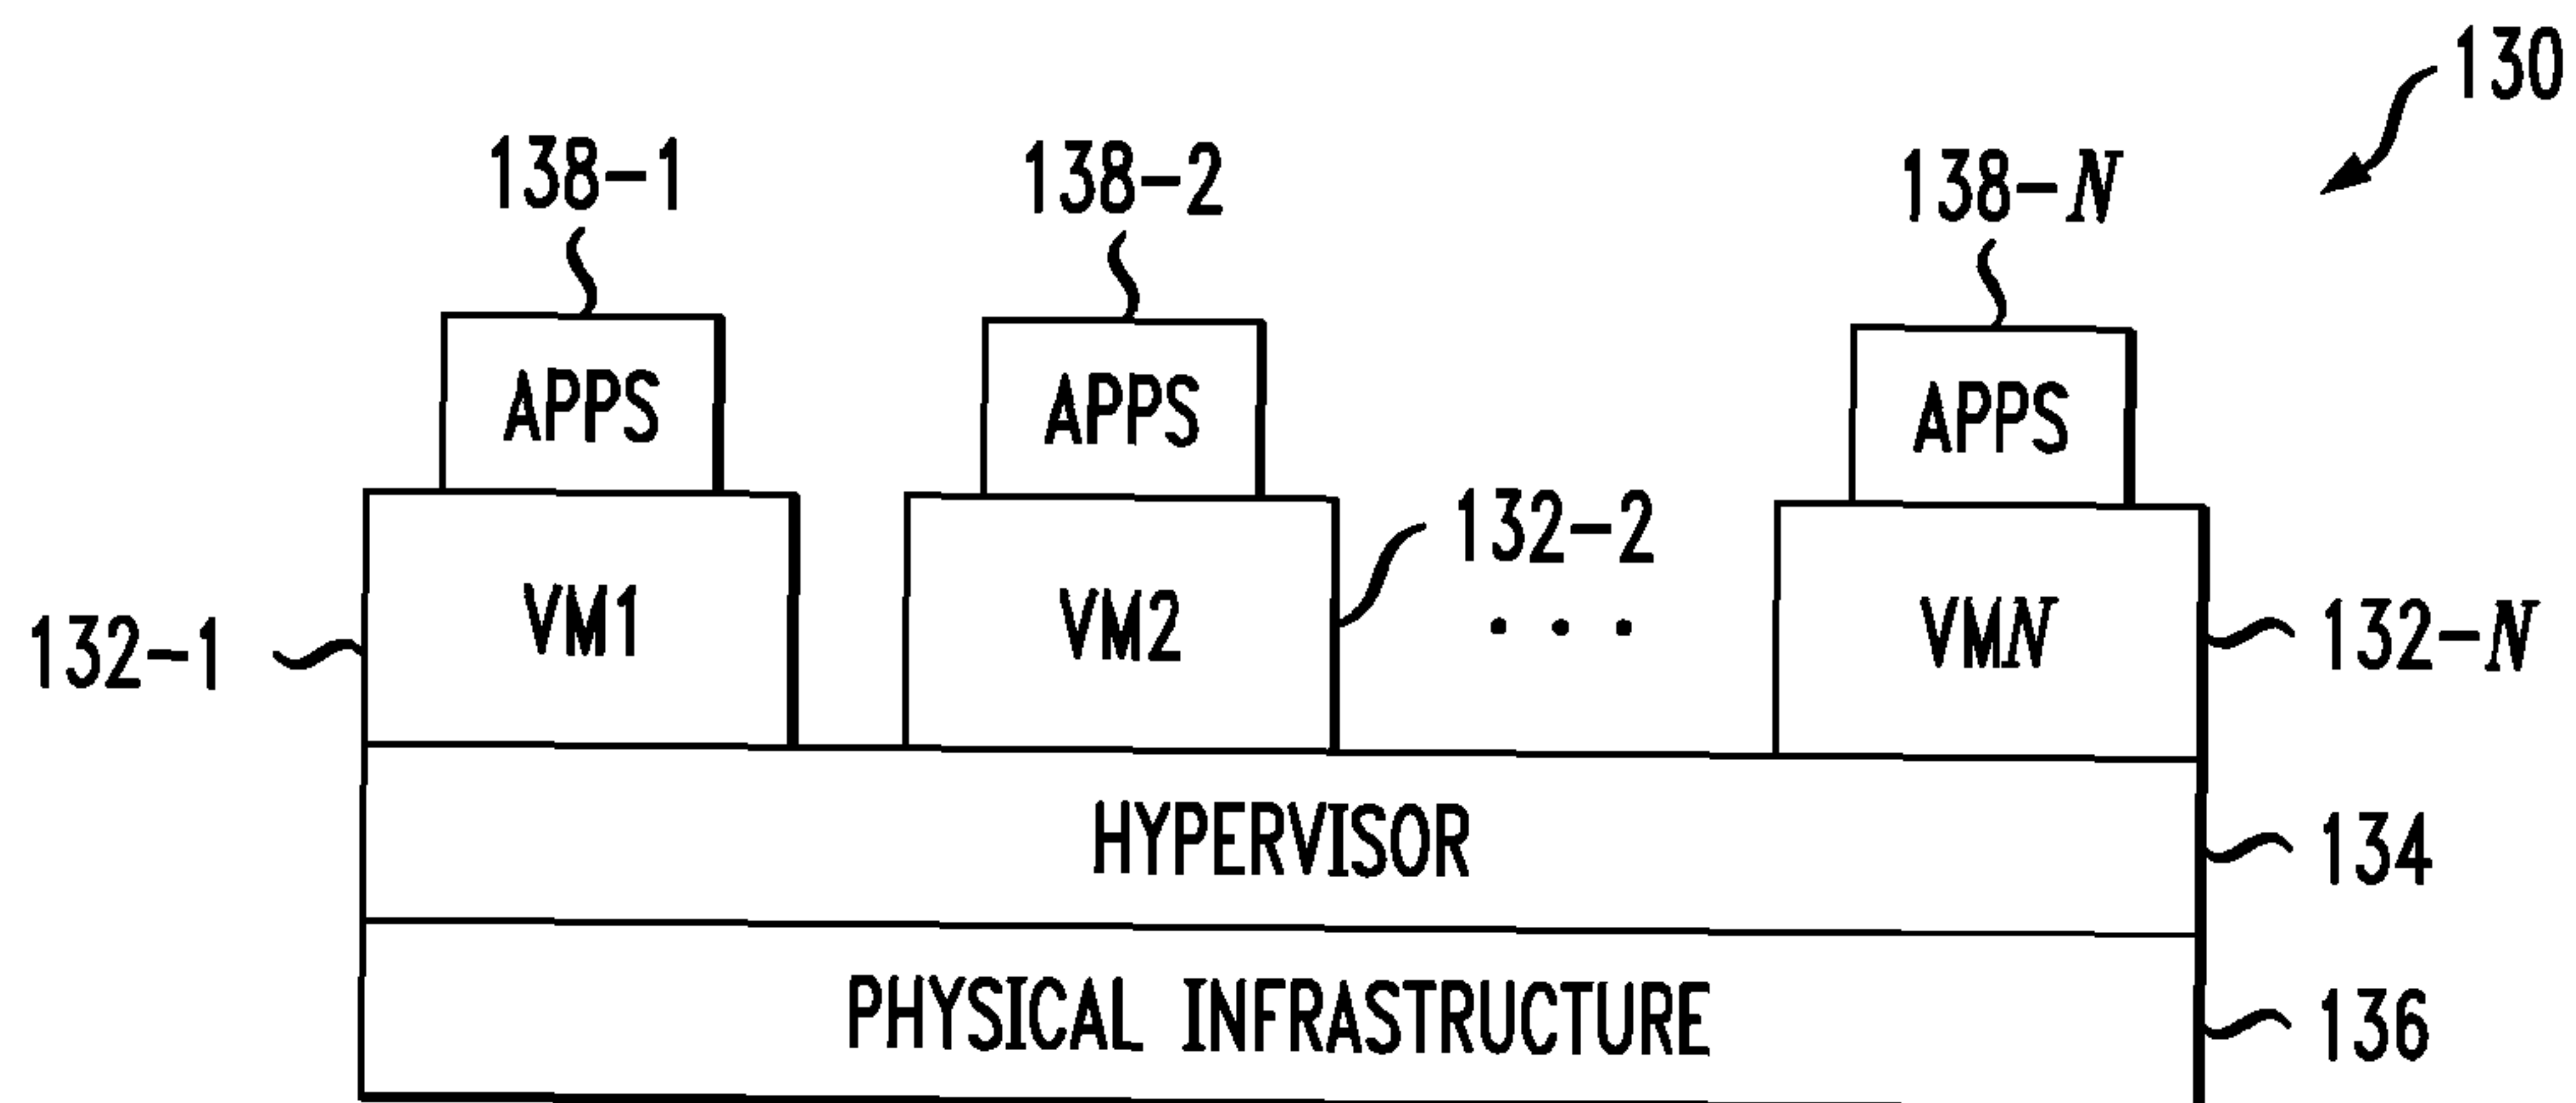 130
138-1 138-2 138-N
APPS APPS APPS
132-2
VM1 VM2 . . . VMN
132-1 132-N
HYPERVISOR 134
PHYSICAL INFRASTRUCTURE 136